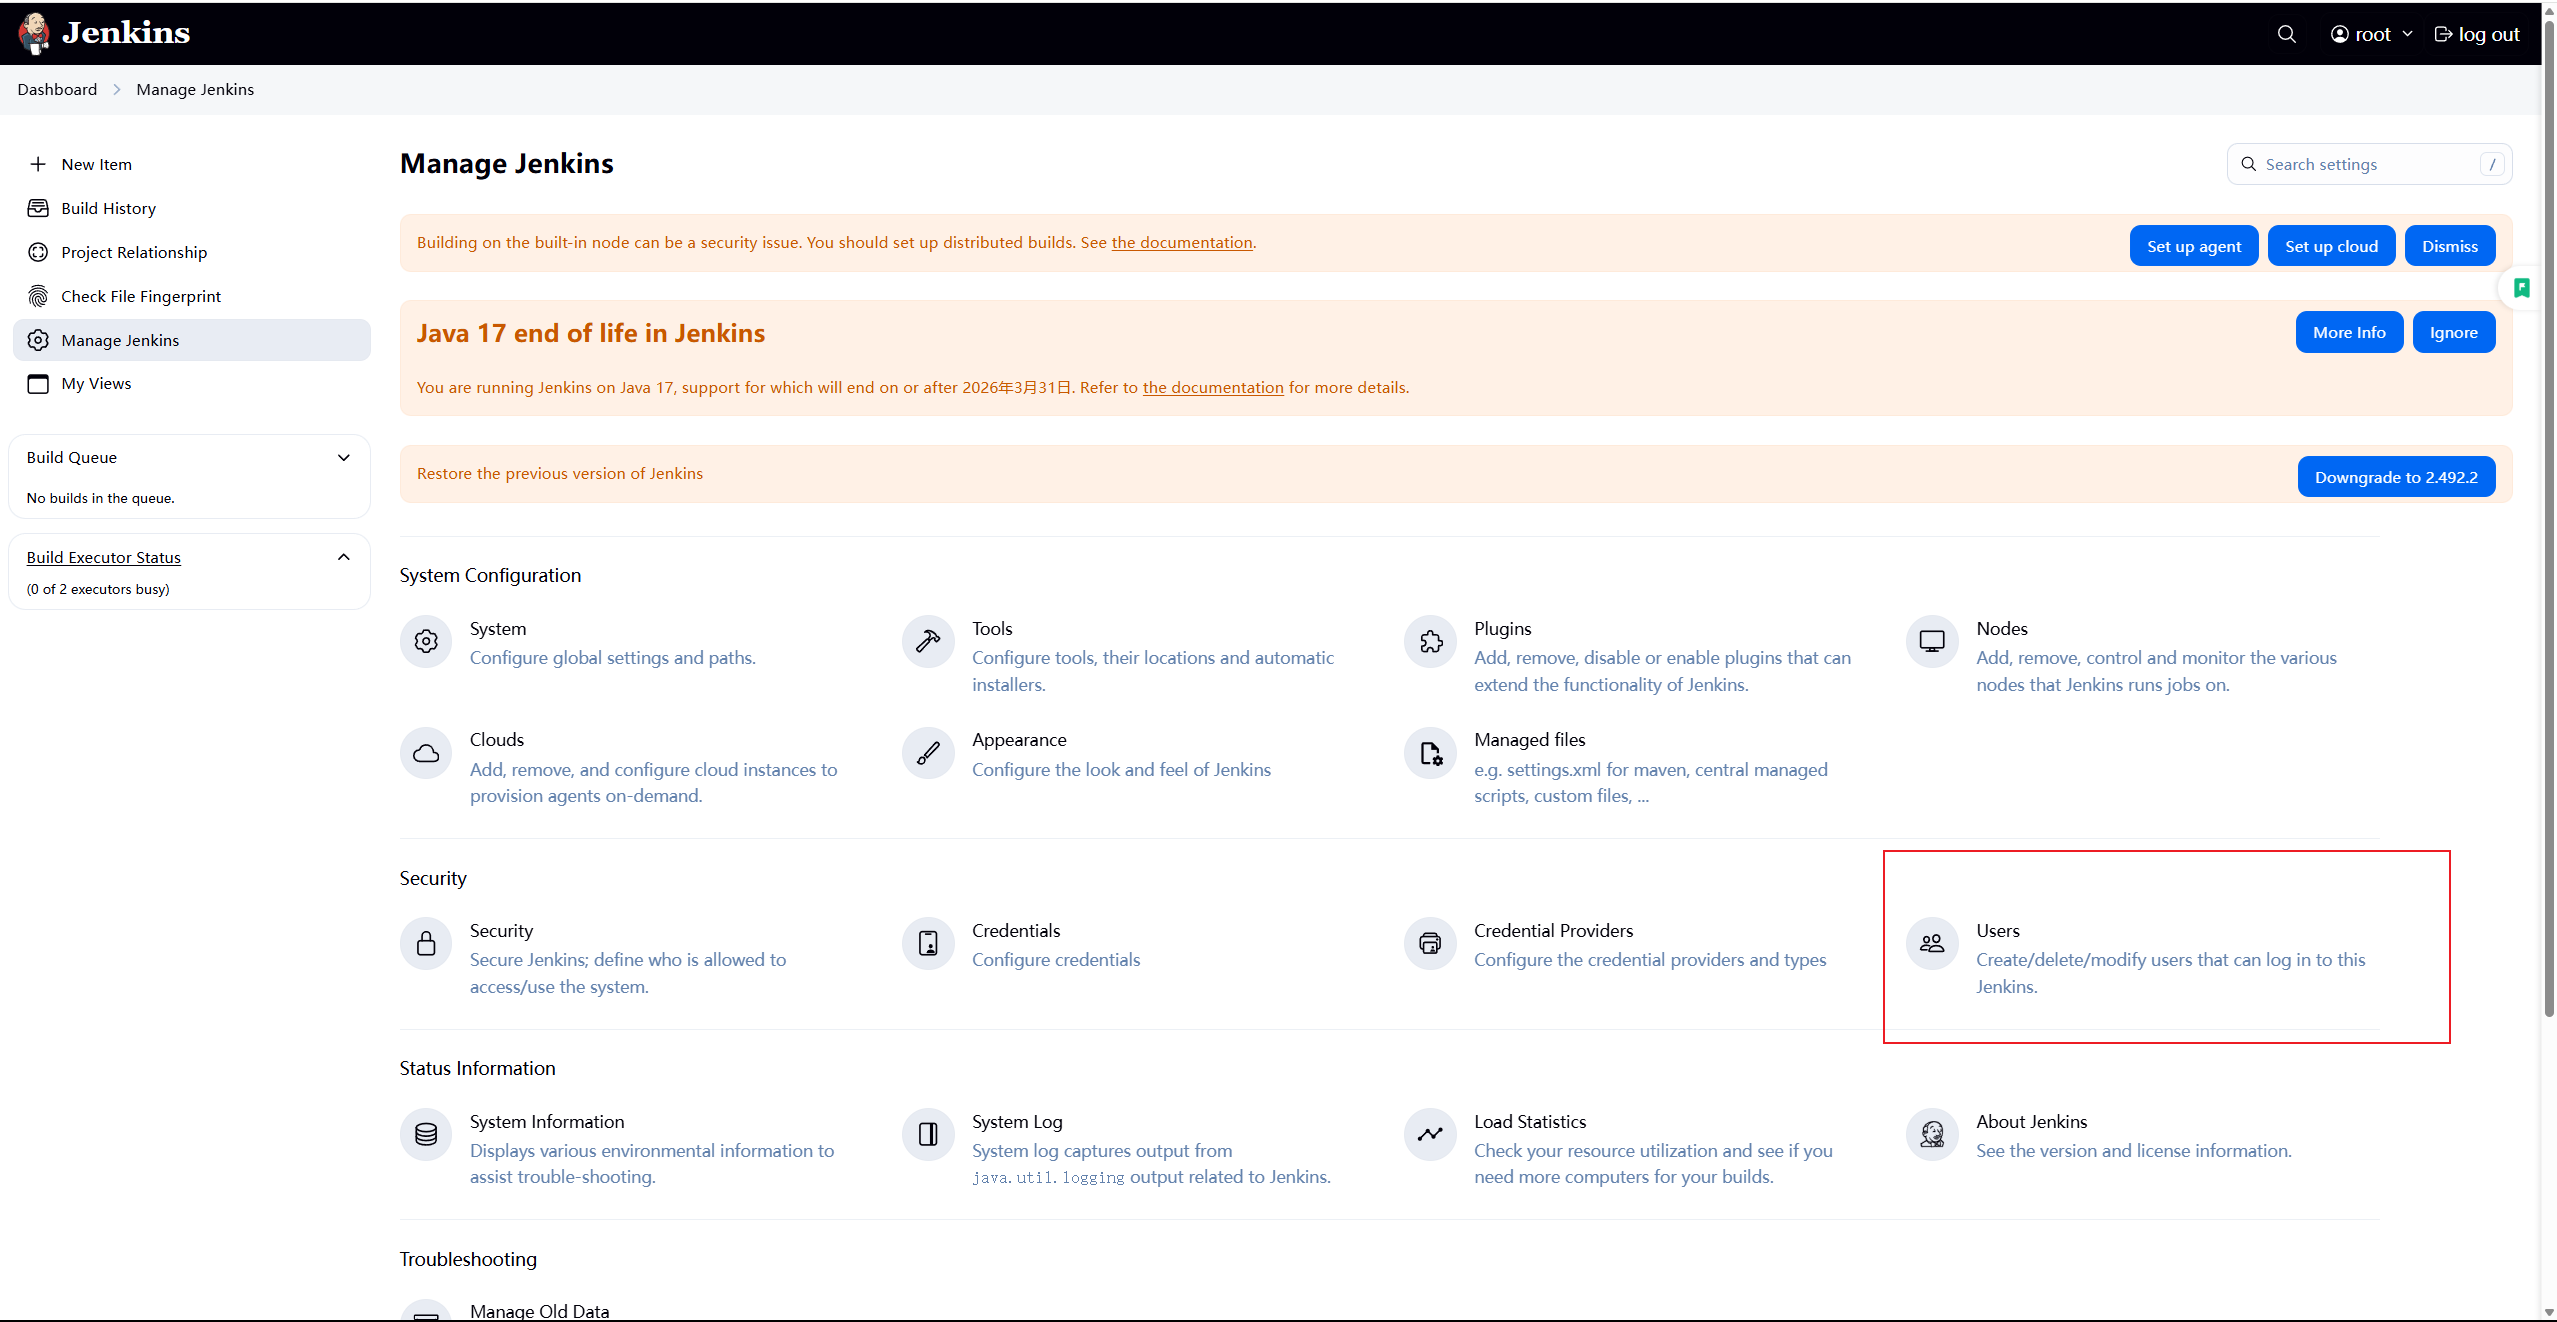 Jenkins
root
log out
Dashboard
Manage Jenkins
New Item
Build History
Project Relationship
Check File Fingerprint
Manage Jenkins
My Views
Build Queue
No builds in the queue.
Build Executor Status
(0 of 2 executors busy)
Manage Jenkins
Search settings
/
Building on the built-in node can be a security issue. You should set up distributed builds. See the documentation.
Set up agent
Set up cloud
Dismiss
Java 17 end of life in Jenkins
More Info
Ignore
You are running Jenkins on Java 17, support for which will end on or after 2026年3月31日. Refer to the documentation for more details.
Restore the previous version of Jenkins
Downgrade to 2.492.2
System Configuration
System
Configure global settings and paths.
Tools
Configure tools, their locations and automatic
installers.
Plugins
Add, remove, disable or enable plugins that can
extend the functionality of Jenkins.
Nodes
Add, remove, control and monitor the various
nodes that Jenkins runs jobs on.
Clouds
Add, remove, and configure cloud instances to
provision agents on-demand.
Appearance
Configure the look and feel of Jenkins
Managed files
e.g. settings.xml for maven, central managed
scripts, custom files, ...
Security
Security
Secure Jenkins; define who is allowed to
access/use the system.
Credentials
Configure credentials
Credential Providers
Configure the credential providers and types
Users
Create/delete/modify users that can log in to this
Jenkins.
Status Information
System Information
Displays various environmental information to
assist trouble-shooting.
System Log
System log captures output from
java.util.logging output related to Jenkins.
Load Statistics
Check your resource utilization and see if you
need more computers for your builds.
About Jenkins
See the version and license information.
Troubleshooting
Manage Old Data